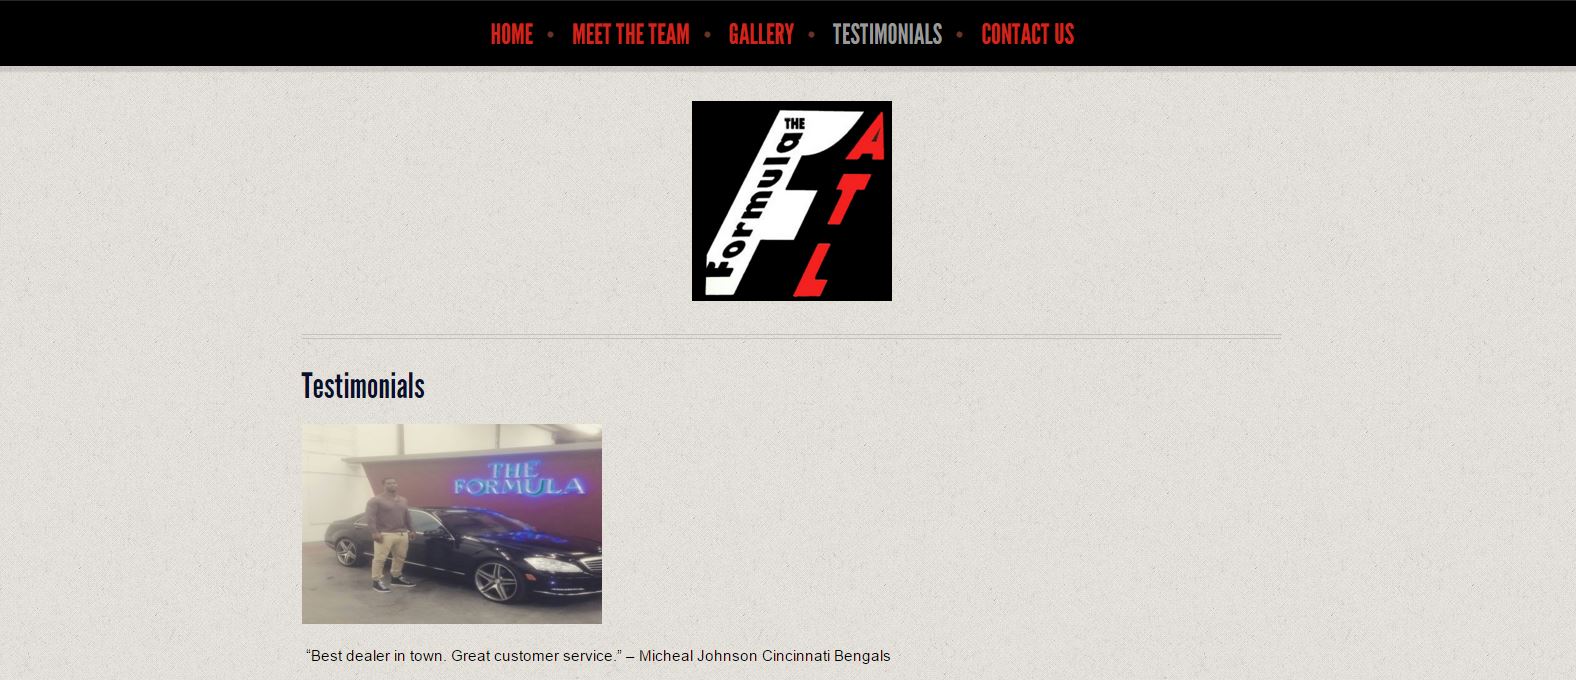 HOME • MEET THE TEAM • GALLERY • TESTIMONIALS • CONTACT US
THE
Formula
ATL
Testimonials
THE
FORMULA
“Best dealer in town. Great customer service.” – Micheal Johnson Cincinnati Bengals